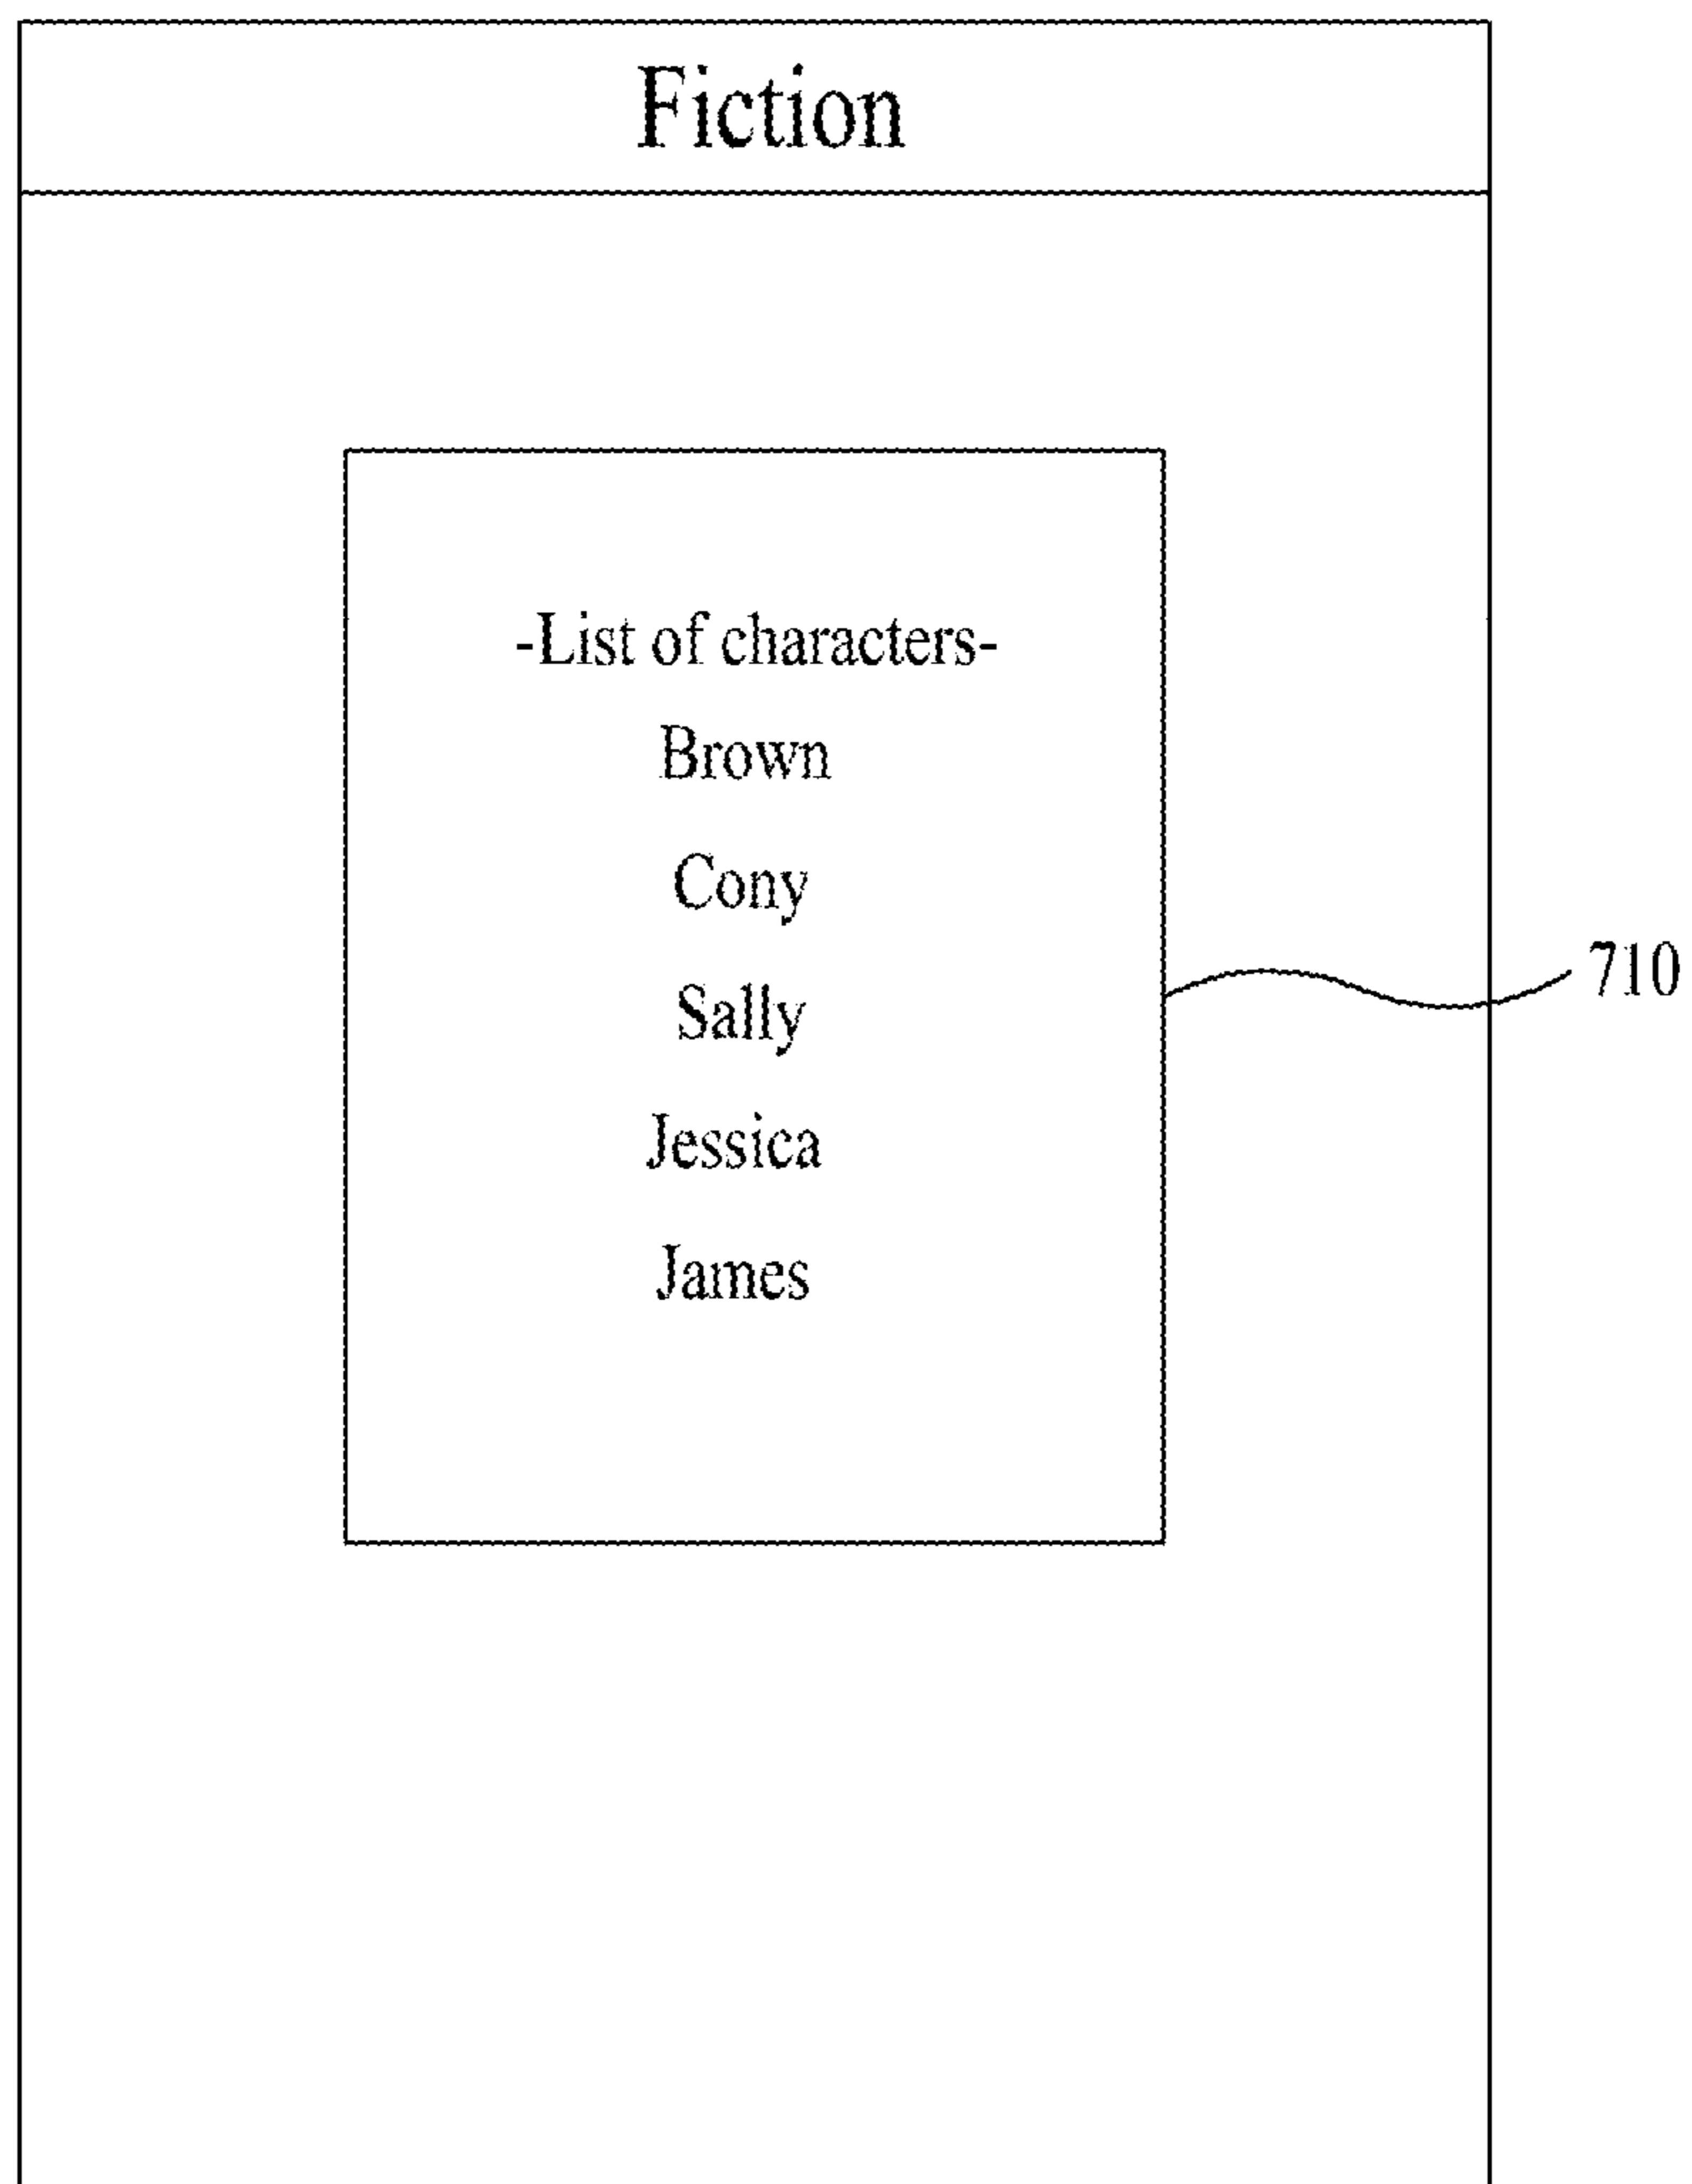 Fiction
-List of characters-
Brown
Cony
Sally
710
Jessica
James